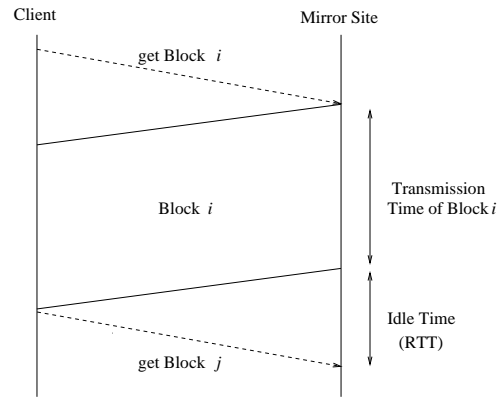 Client
Mirror Site
get Block i
Transmission
Time of Block i
Block i
Idle Time
(RTT)
get Block j